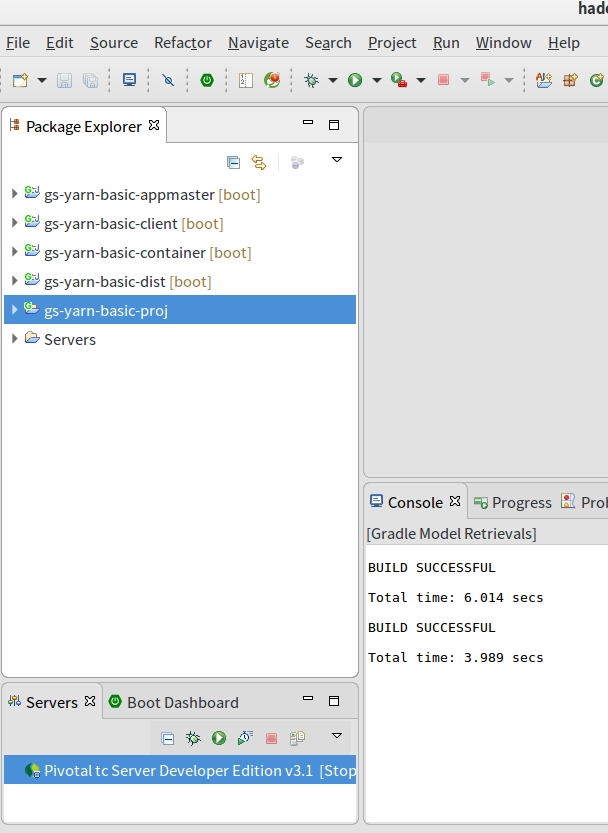 hado
File Edit Source Refactor Navigate Search Project Run Window Help
Package Explorer
gs-yarn-basic-appmaster [boot]
gs-yarn-basic-client [boot]
gs-yarn-basic-container [boot]
gs-yarn-basic-dist [boot]
gs-yarn-basic-proj
Servers
Console Progress Prob
[Gradle Model Retrievals]
BUILD SUCCESSFUL
Total time: 6.014 secs
BUILD SUCCESSFUL
Total time: 3.989 secs
Servers Boot Dashboard
Pivotal tc Server Developer Edition v3.1 [Stop